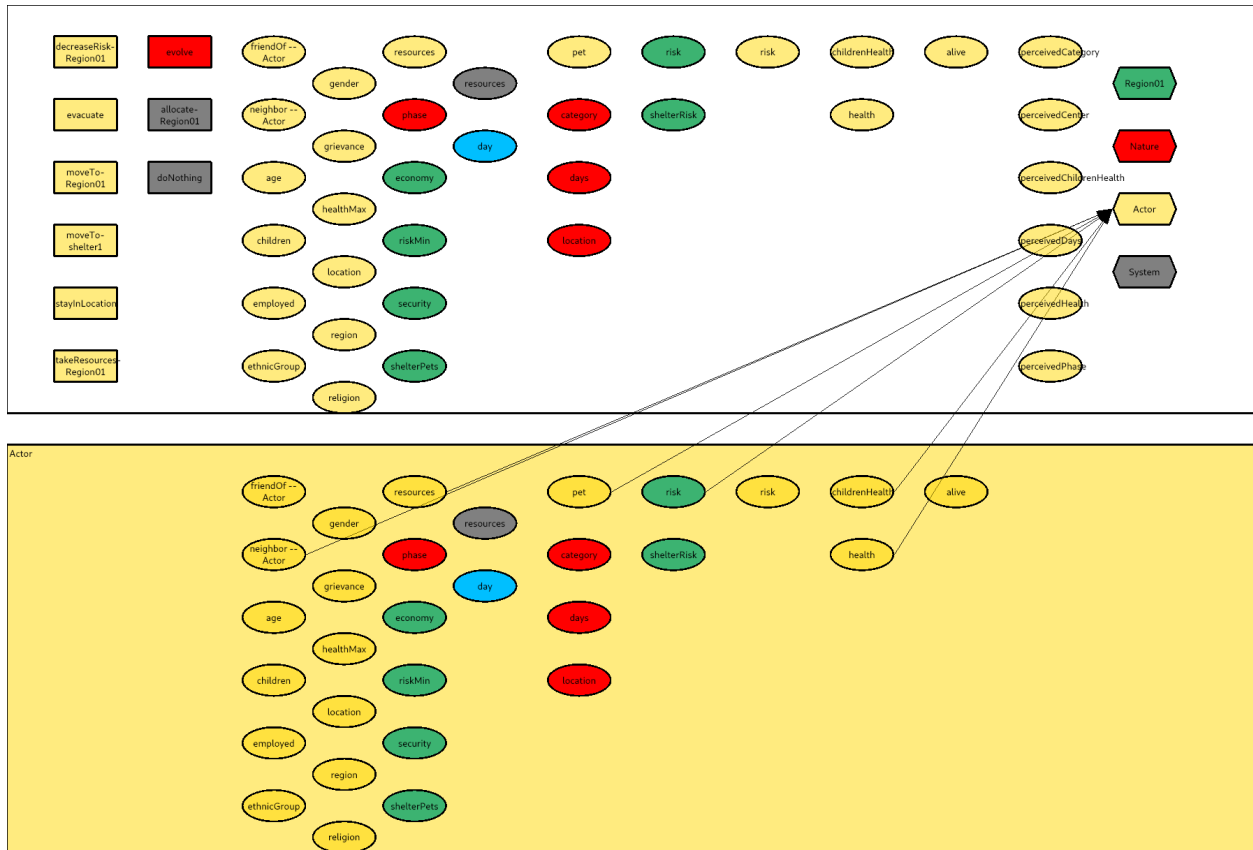 decreaseRisk-
Region01
evolve
friendOf --
Actor
resources
pet
risk
risk
childrenHealth
alive
perceivedCategory
gender
resources
Region01
evacuate
allocate-
Region01
neighbor --
Actor
phase
category
shelterRisk
health
perceivedCenter
grievance
day
Nature
moveTo-
Region01
doNothing
age
economy
days
perceivedChildrenHealth
healthMax
Actor
moveTo-
shelter1
children
riskMin
location
perceivedDays
location
System
stayInLocation
employed
security
perceivedHealth
region
takeResources-
Region01
ethnicGroup
shelterPets
perceivedPhase
religion
Actor
friendOf --
Actor
resources
pet
risk
risk
childrenHealth
alive
gender
resources
neighbor --
Actor
phase
category
shelterRisk
health
grievance
day
age
economy
days
healthMax
children
riskMin
location
location
employed
security
region
ethnicGroup
shelterPets
religion